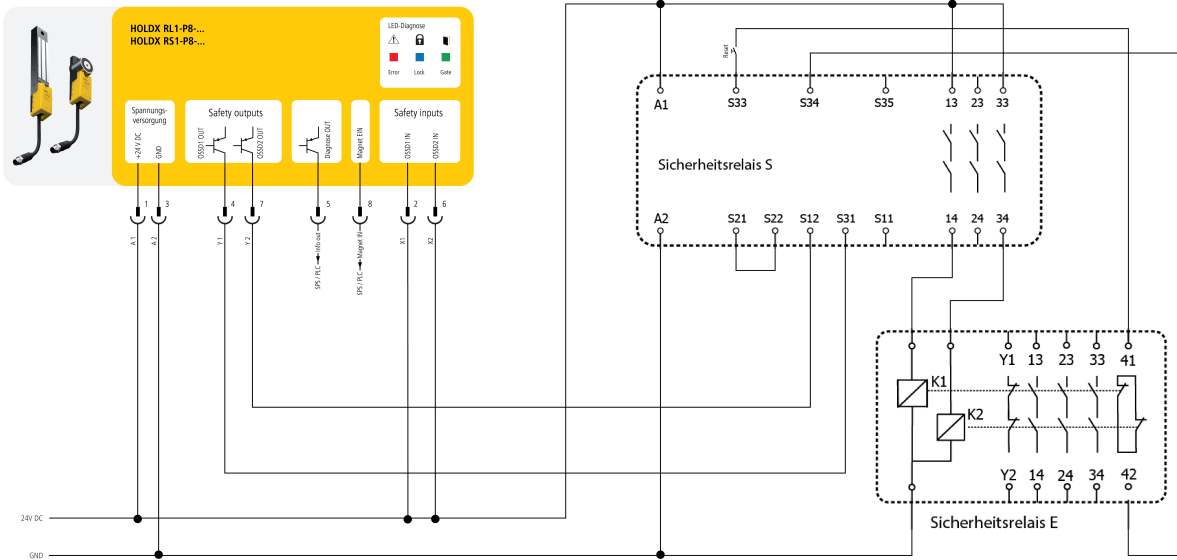 HOLDX RL1-P8-...
HOLDX RS1-P8-...
LED-Diagnose
Error
Lock
Gate
Spannungs-
versorgung
+24 V DC
GND
Safety outputs
OSSD1 OUT
OSSD2 OUT
Diagnose OUT
Magnet EIN
Safety inputs
OSSD1 IN
OSSD2 IN
1
3
4
7
5
8
2
6
A 1
A 2
Y 1
Y 2
SPS / PLC
Info out
SPS / PLC
Magnet IN
X1
X2
24V DC
GND
Reset
A1
S33
S34
S35
13
23
33
Sicherheitsrelais S
A2
S21
S22
S12
S31
S11
14
24
34
Y1
13
23
33
41
K1
K2
Y2
14
24
34
42
Sicherheitsrelais E